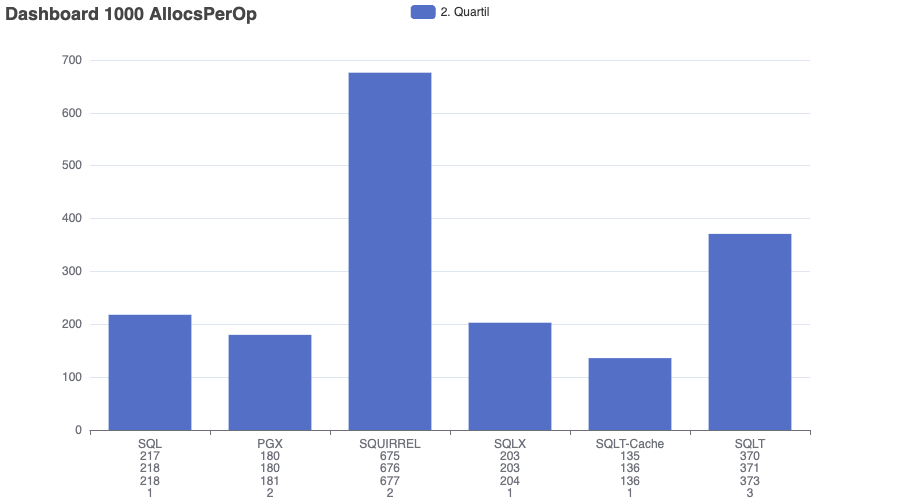 Dashboard 1000 AllocsPerOp
2. Quartil
700
600
500
400
300
200
100
0
SQL PGX SQUIRREL SQLX SQLT-Cache SQLT
217 180 675 203 135 370
218 180 676 203 136 371
218 181 677 204 136 373
1 2 2 1 1 3